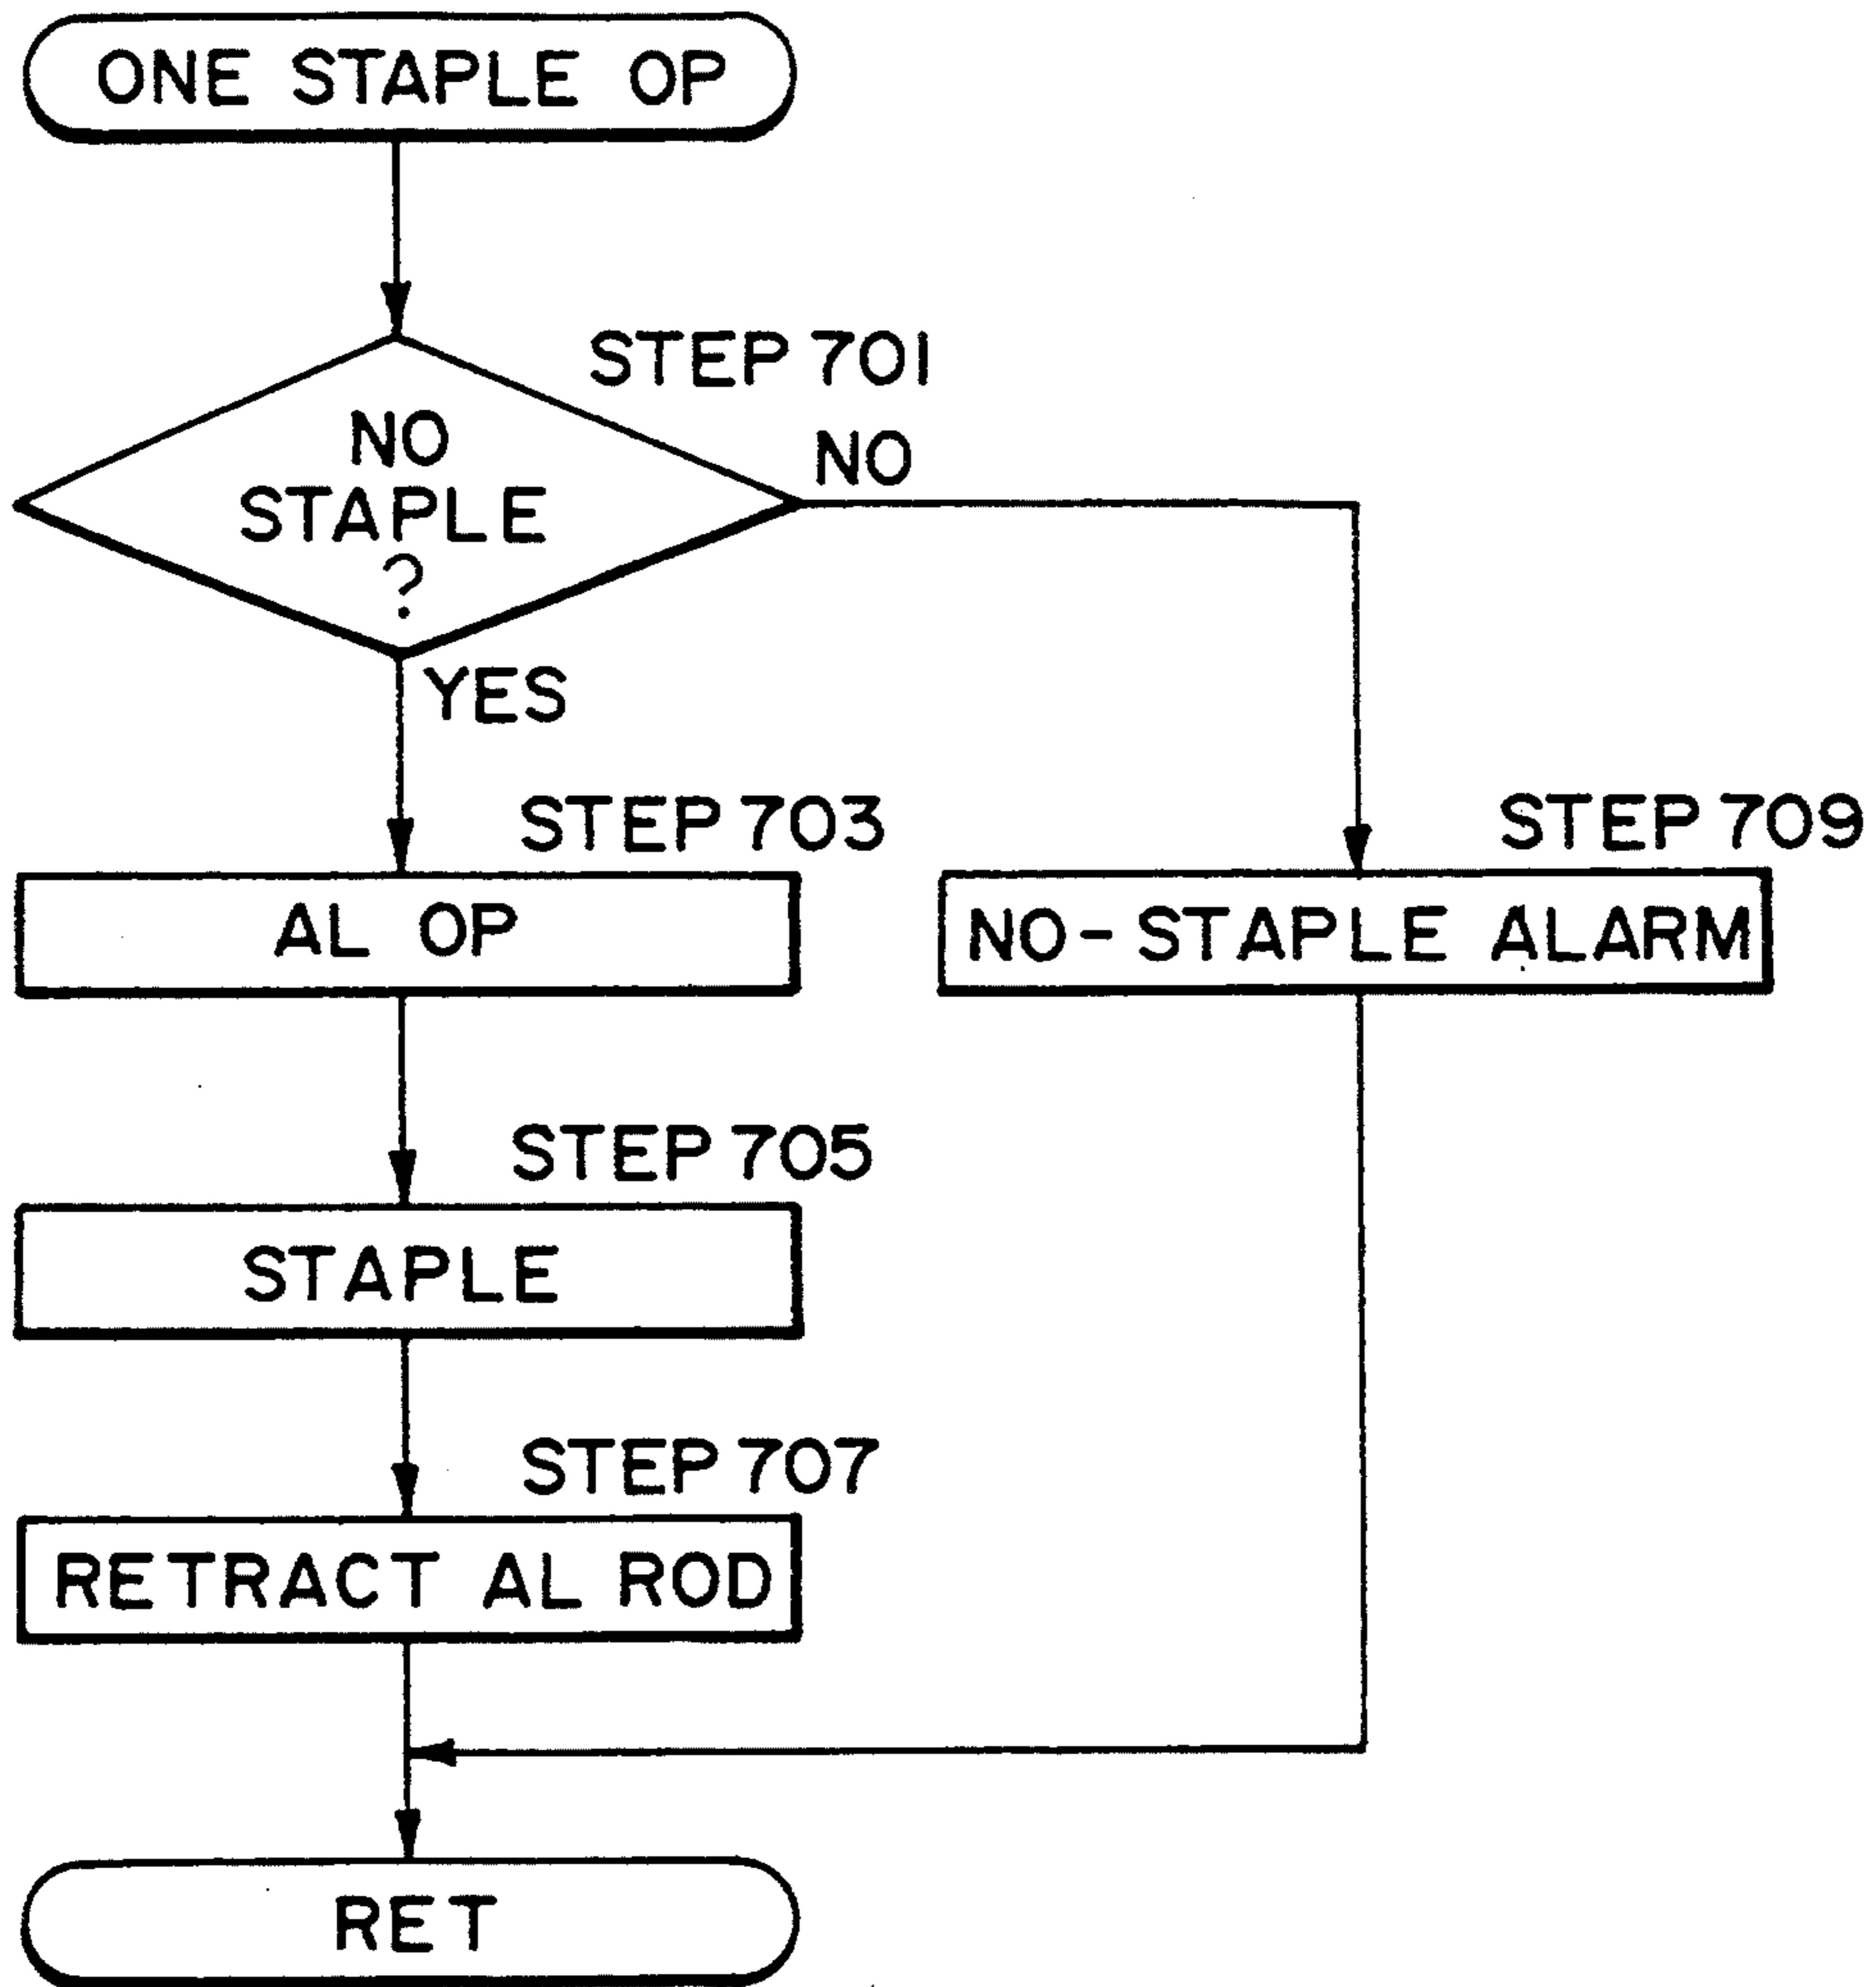 ONE STAPLE OP
STEP 701
NO
STAPLE
?
NO
YES
STEP 703
AL OP
STEP 709
NO-STAPLE ALARM
STEP 705
STAPLE
STEP 707
RETRACT AL ROD
RET